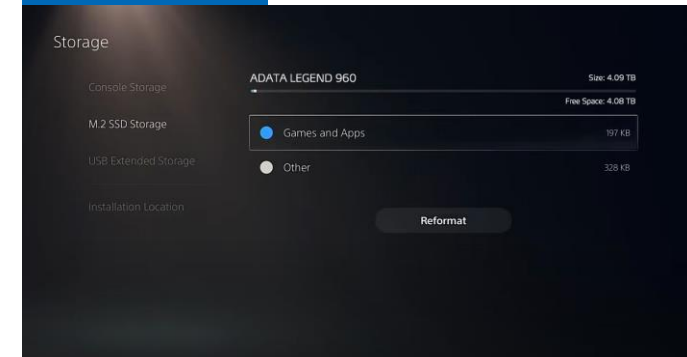 Storage
ADATA LEGEND 960
Size: 4.09 TB
Console Storage
Free Space: 4.08 TB
M.2 SSD Storage
Games and Apps
197 KB
USB Extended Storage
Other
328 KB
Installation Location
Reformat